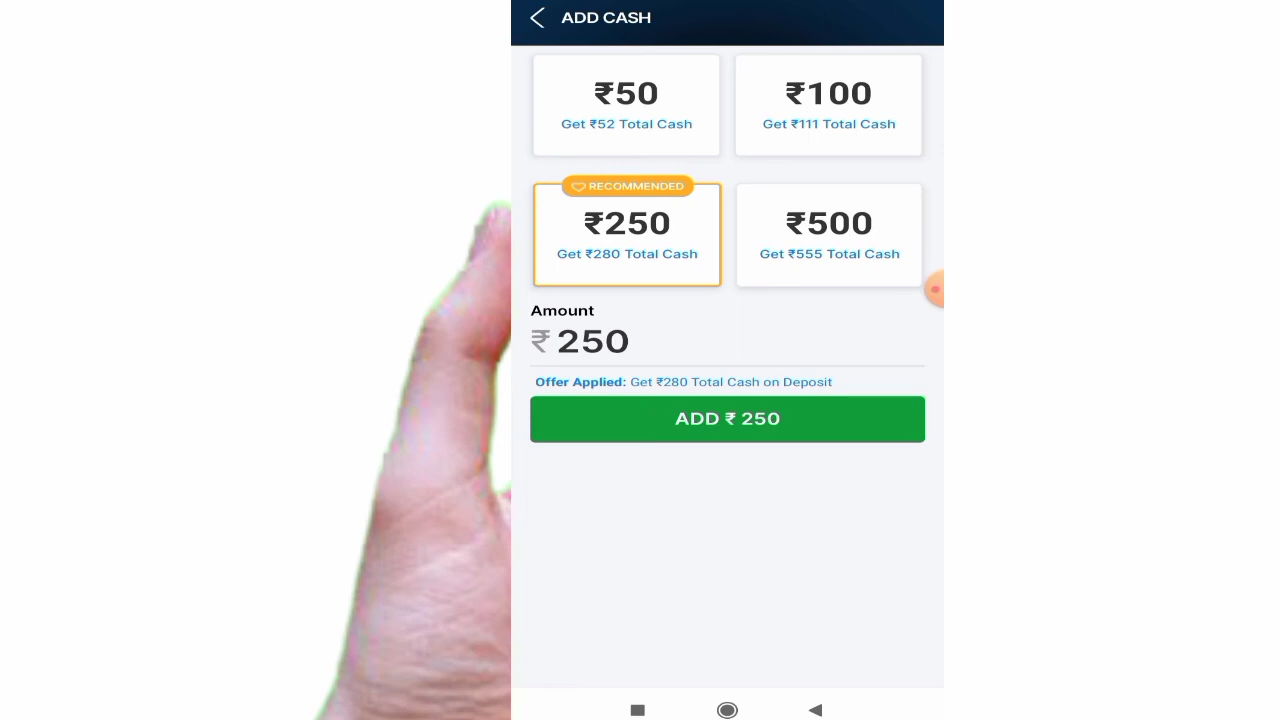 ADD CASH
₹50
Get ₹52 Total Cash
₹100
Get ₹111 Total Cash
RECOMMENDED
₹250
Get ₹280 Total Cash
₹500
Get ₹555 Total Cash
Amount
₹ 250
Offer Applied: Get ₹280 Total Cash on Deposit
ADD ₹ 250